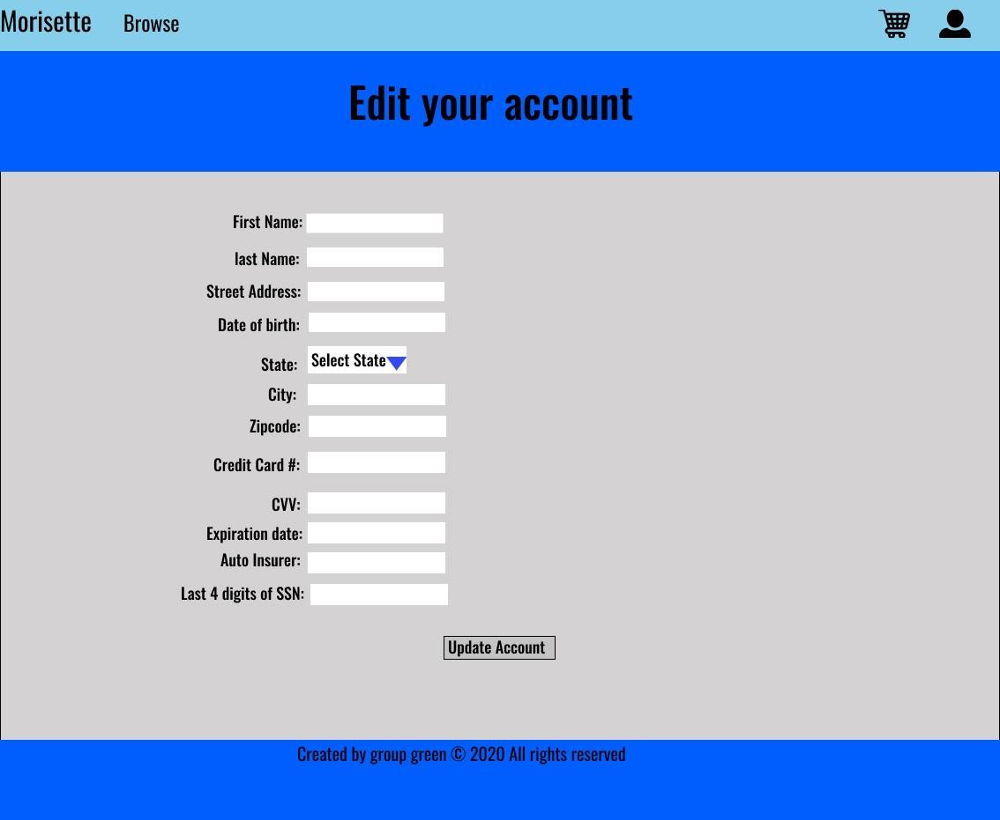 Morisette Browse
Edit your account
First Name:
last Name:
Street Address:
Date of birth:
State: Select State
City:
Zipcode:
Credit Card #:
CVV:
Expiration date:
Auto Insurer:
Last 4 digits of SSN:
Update Account
Created by group green © 2020 All rights reserved